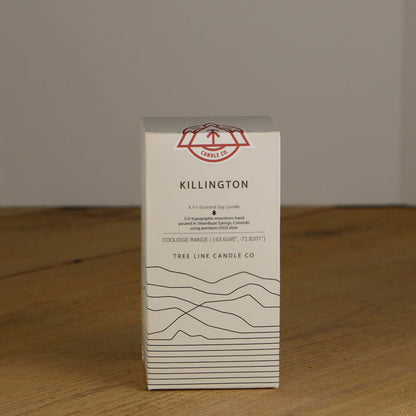 CANDLE CO.
KILLINGTON
A Fir Scented Soy Candle
3-D topographic mountains hand
poured in Steamboat Springs, Colorado
using premium USGS data.
COOLIDGE RANGE | (43.6045°, -72.8201°)
TREE LINE CANDLE CO